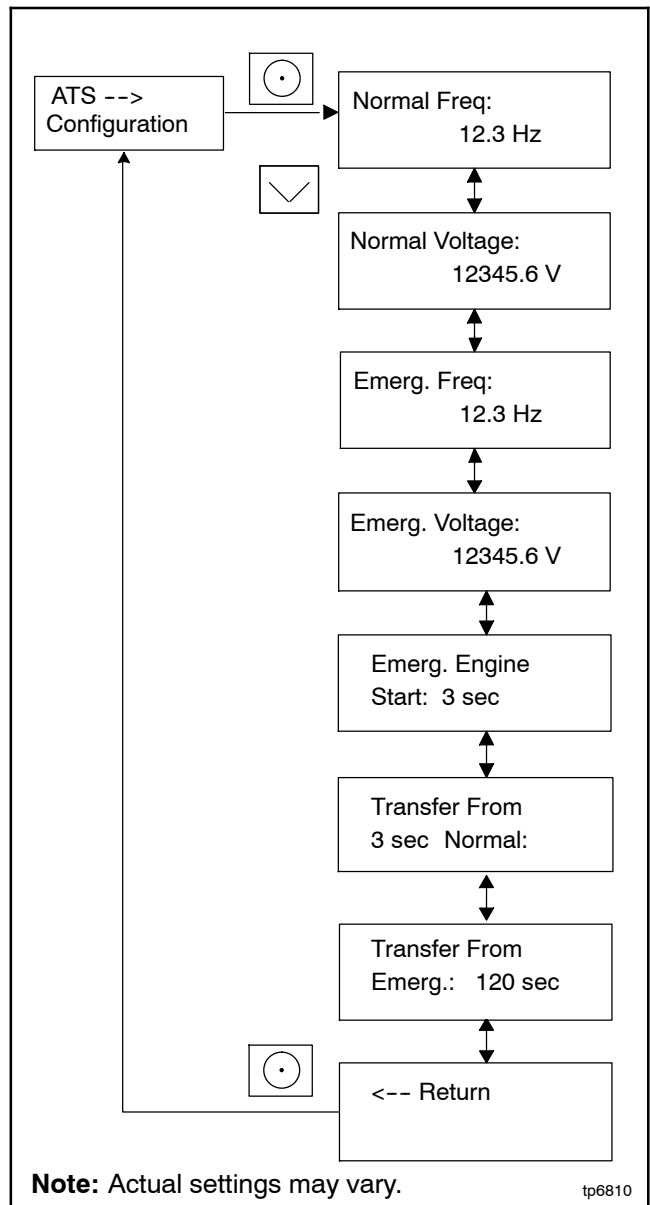 ATS -->
Configuration
Normal Freq:
12.3 Hz
Normal Voltage:
12345.6 V
Emerg. Freq:
12.3 Hz
Emerg. Voltage:
12345.6 V
Emerg. Engine
Start: 3 sec
Transfer From
3 sec Normal:
Transfer From
Emerg.: 120 sec
<-- Return
Note: Actual settings may vary.
tp6810